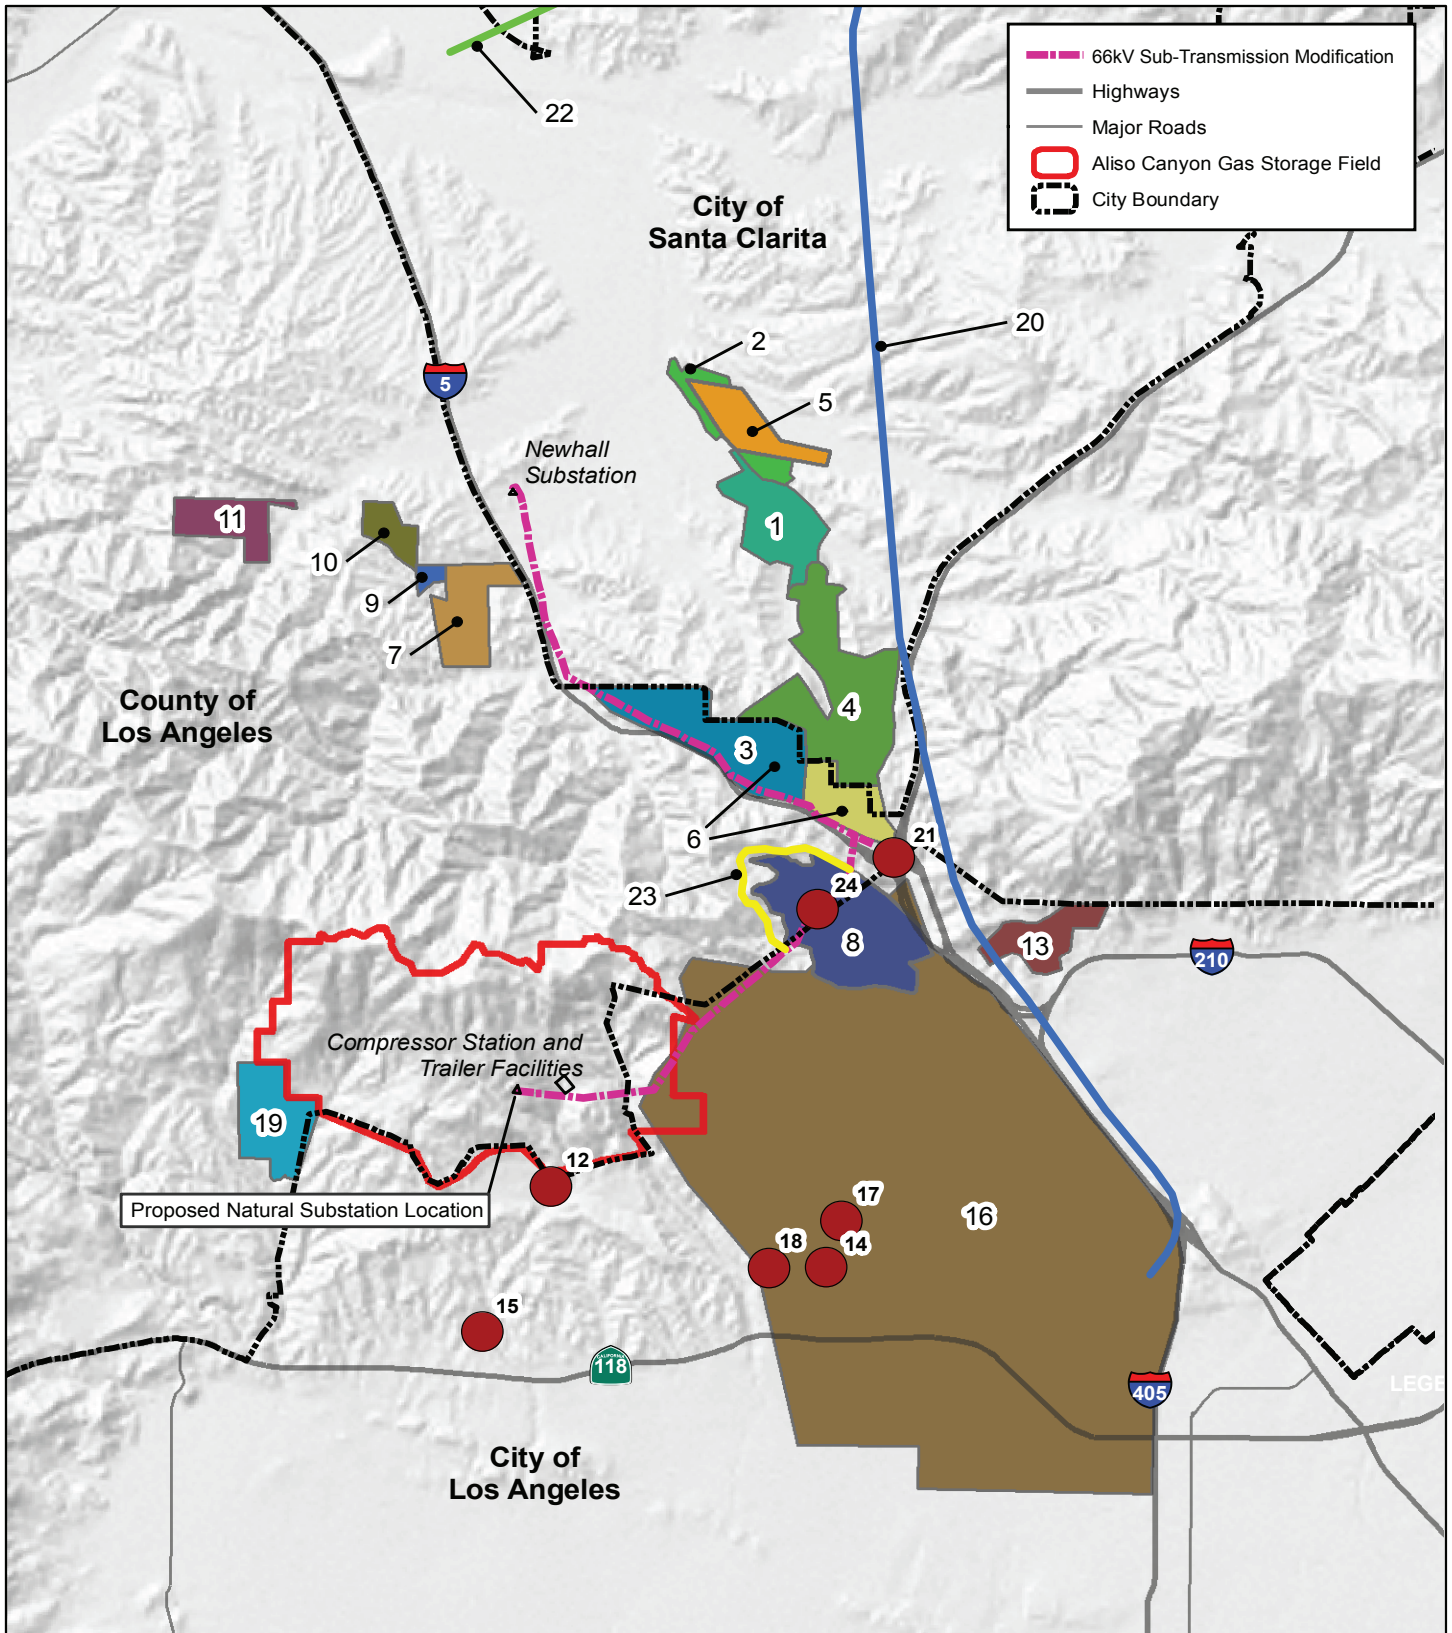 66kV Sub-Transmission Modification
Highways
Major Roads
Aliso Canyon Gas Storage Field
City Boundary
22
City of
Santa Clarita
20
2
5
5
Newhall
Substation
11
1
10
9
7
County of
Los Angeles
4
3
6
21
23
24
8
13
210
Compressor Station and
Trailer Facilities
19
12
Proposed Natural Substation Location
17
16
18
14
15
CALIFORNIA
118
405
LEGE
City of
Los Angeles